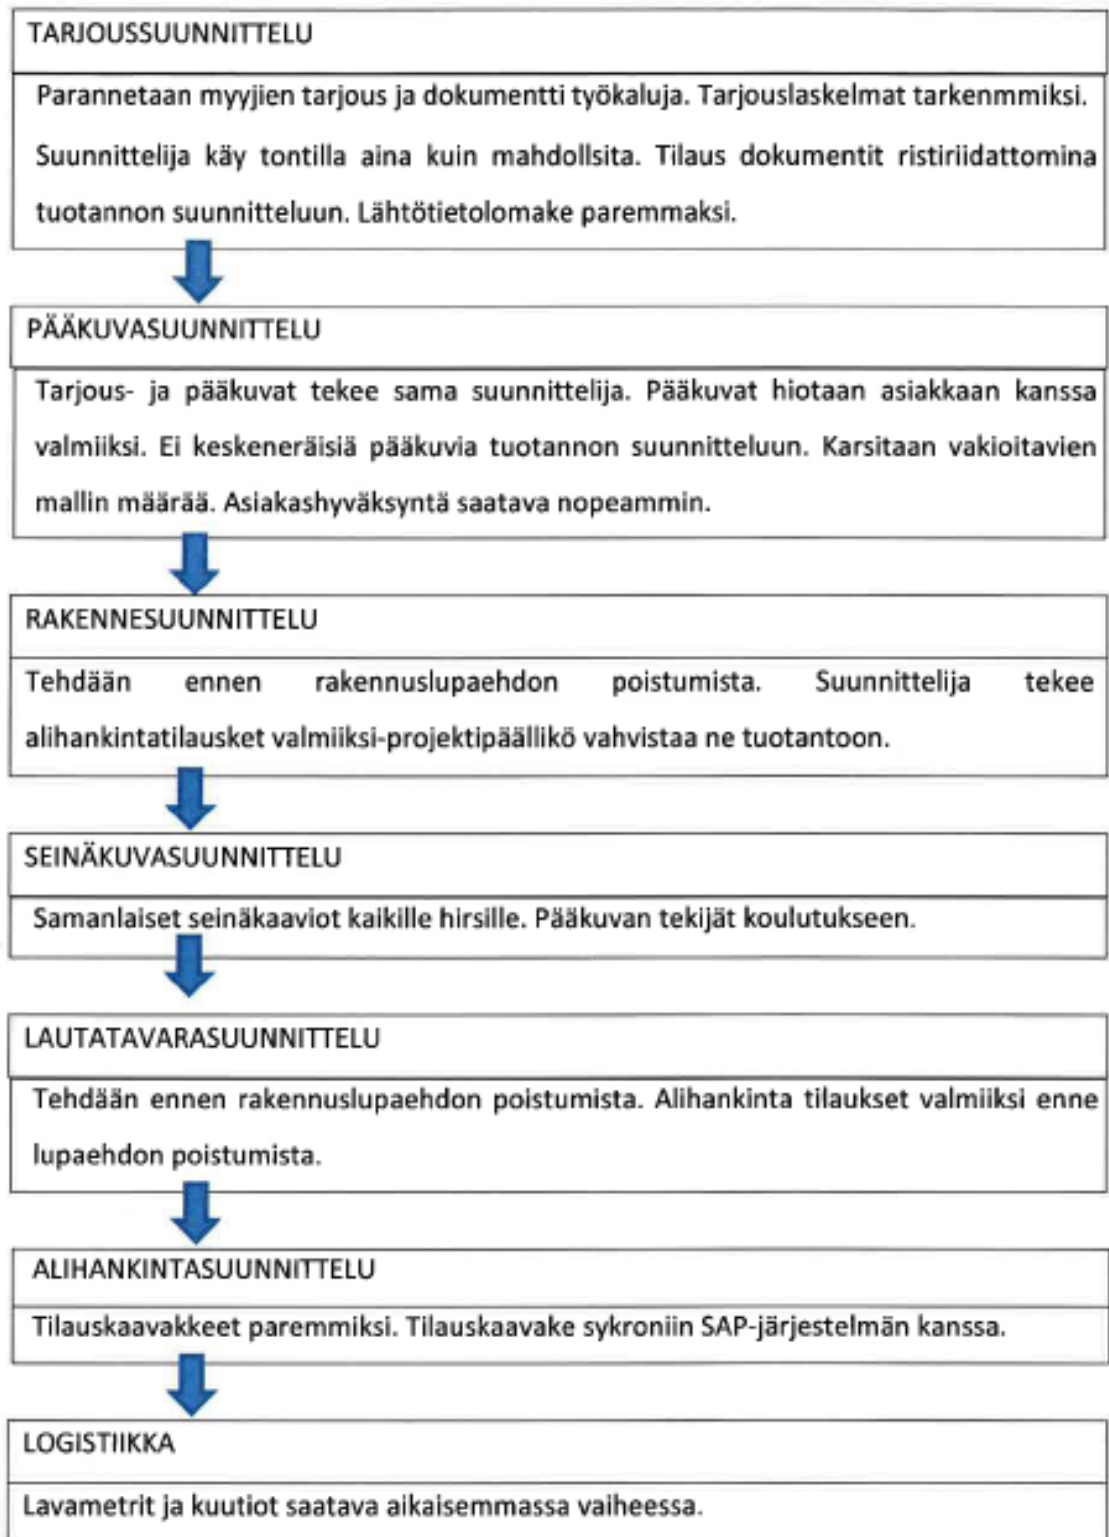 TARJOUSSUUNNITTELU
Parannetaan myyjien tarjous ja dokumentti työkaluja. Tarjouslaskelmat tarkenmmiksi.
Suunnittelija käy tontilla aina kuin mahdollsita. Tilaus dokumentit ristiriidattomina
tuotannon suunnitteluun. Lähtötietolomake paremmaksi.
PÄÄKUVASUUNNITTELU
Tarjous- ja pääkuvat tekee sama suunnittelija. Pääkuvat hiotaan asiakkaan kanssa
valmiiksi. Ei keskeneräisiä pääkuvia tuotannon suunnitteluun. Karsitaan vakioitavien
mallin määrää. Asiakashyväksyntä saatava nopeammin.
RAKENNESUUNNITTELU
Tehdään ennen rakennuslupaehdon poistumista. Suunnittelija tekee
alihankintatilausket valmiiksi-projektipäällikö vahvistaa ne tuotantoon.
SEINÄKUVASUUNNITTELU
Samanlaiset seinäkaaviot kaikille hirsille. Pääkuvan tekijät koulutukseen.
LAUTATAVARASUUNNITTELU
Tehdään ennen rakennuslupaehdon poistumista. Alihankinta tilaukset valmiiksi enne
lupaehdon poistumista.
ALIHANKINTASUUNNITTELU
Tilauskaavakkeet paremmiksi. Tilauskaavake sykroniin SAP-järjestelmän kanssa.
LOGISTIIKKA
Lavametrit ja kuutiot saatava aikaisemmassa vaiheessa.